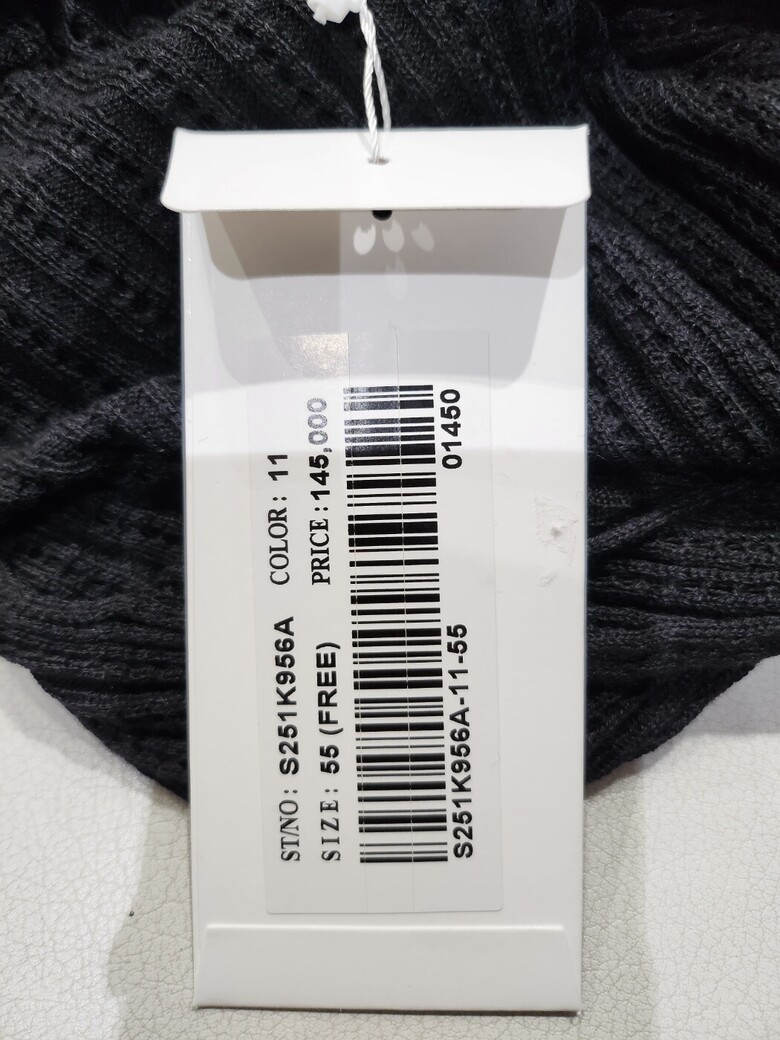 ST/NO: S251K956A COLOR: 11
SIZE: 55 (FREE) PRICE: 145,000
S251K956A-11-55 01450